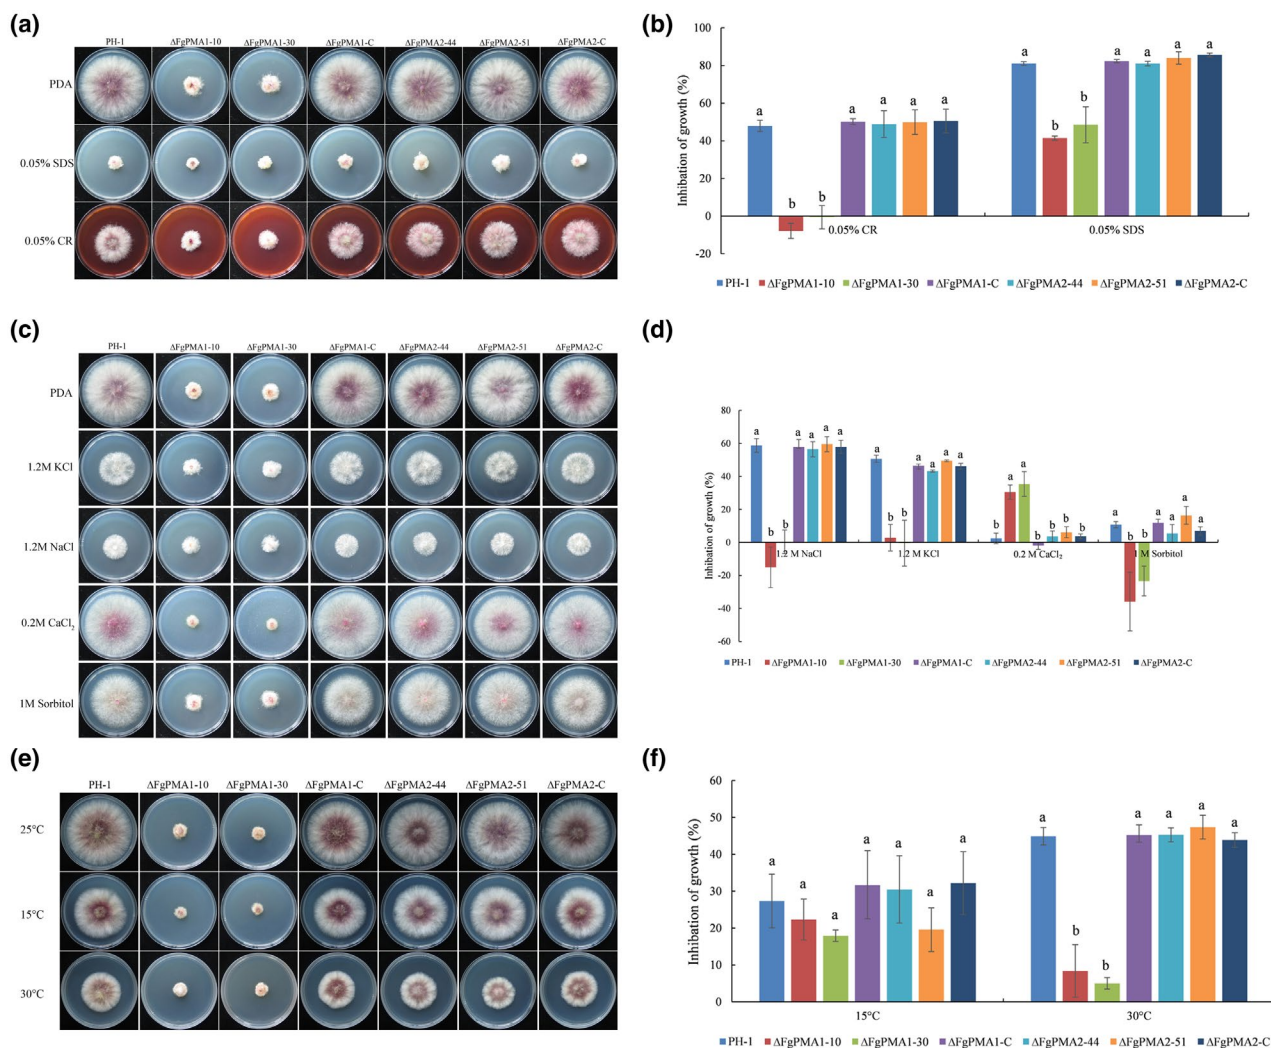 (a)
PH-1 ΔFgPMA1-10 ΔFgPMA1-30 ΔFgPMA1-C ΔFgPMA2-44 ΔFgPMA2-51 ΔFgPMA2-C
PDA
0.05% SDS
0.05% CR
(b)
Inhibation of growth (%)
100
80
60
40
20
0
-20
a b b a a a a
a b b a a a a
0.05% CR 0.05% SDS
PH-1 ΔFgPMA1-10 ΔFgPMA1-30 ΔFgPMA1-C ΔFgPMA2-44 ΔFgPMA2-51 ΔFgPMA2-C
(c)
PH-1 ΔFgPMA1-10 ΔFgPMA1-30 ΔFgPMA1-C ΔFgPMA2-44 ΔFgPMA2-51 ΔFgPMA2-C
PDA
1.2M KCl
1.2M NaCl
0.2M CaCl₂
1M Sorbitol
(d)
Inhibation of growth (%)
80
60
40
20
0
-20
-40
-60
a b b a a a a
a b b a a a a
b a a b b b b
a b b a a a a
1.2 M NaCl 1.2 M KCl 0.2 M CaCl₂ 1 M Sorbitol
PH-1 ΔFgPMA1-10 ΔFgPMA1-30 ΔFgPMA1-C ΔFgPMA2-44 ΔFgPMA2-51 ΔFgPMA2-C
(e)
PH-1 ΔFgPMA1-10 ΔFgPMA1-30 ΔFgPMA1-C ΔFgPMA2-44 ΔFgPMA2-51 ΔFgPMA2-C
25°C
15°C
30°C
(f)
Inhibation of growth (%)
60
50
40
30
20
10
0
a a a a a a a
a b b a a a a
15°C 30°C
PH-1 ΔFgPMA1-10 ΔFgPMA1-30 ΔFgPMA1-C ΔFgPMA2-44 ΔFgPMA2-51 ΔFgPMA2-C